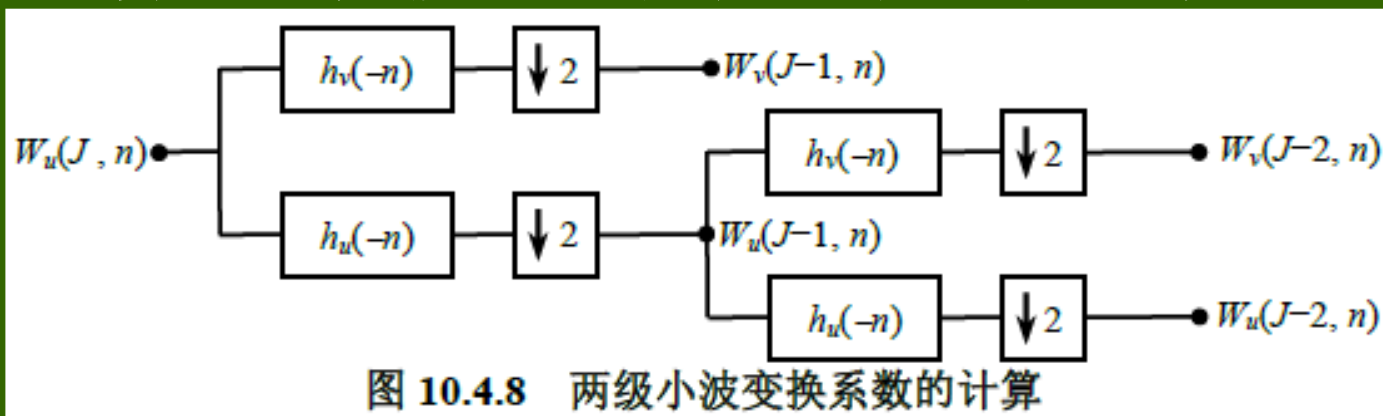 hᵥ(−n) ↓ 2 Wᵥ(J−1, n)
Wᵤ(J , n) hᵥ(−n) ↓ 2 Wᵥ(J−2, n)
hᵤ(−n) ↓ 2 Wᵤ(J−1, n)
hᵤ(−n) ↓ 2 Wᵤ(J−2, n)
图 10.4.8 两级小波变换系数的计算